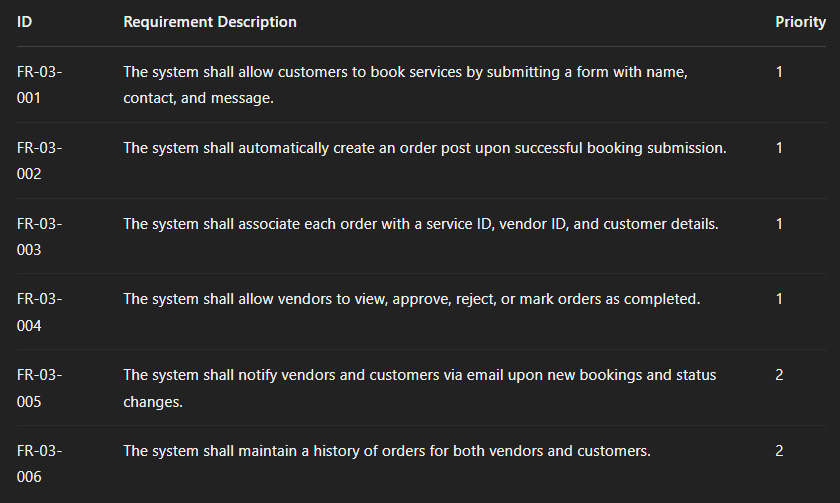 ID Requirement Description Priority
FR-03- The system shall allow customers to book services by submitting a form with name, 1
001 contact, and message.
FR-03- The system shall automatically create an order post upon successful booking submission. 1
002
FR-03- The system shall associate each order with a service ID, vendor ID, and customer details. 1
003
FR-03- The system shall allow vendors to view, approve, reject, or mark orders as completed. 1
004
FR-03- The system shall notify vendors and customers via email upon new bookings and status 2
005 changes.
FR-03- The system shall maintain a history of orders for both vendors and customers. 2
006